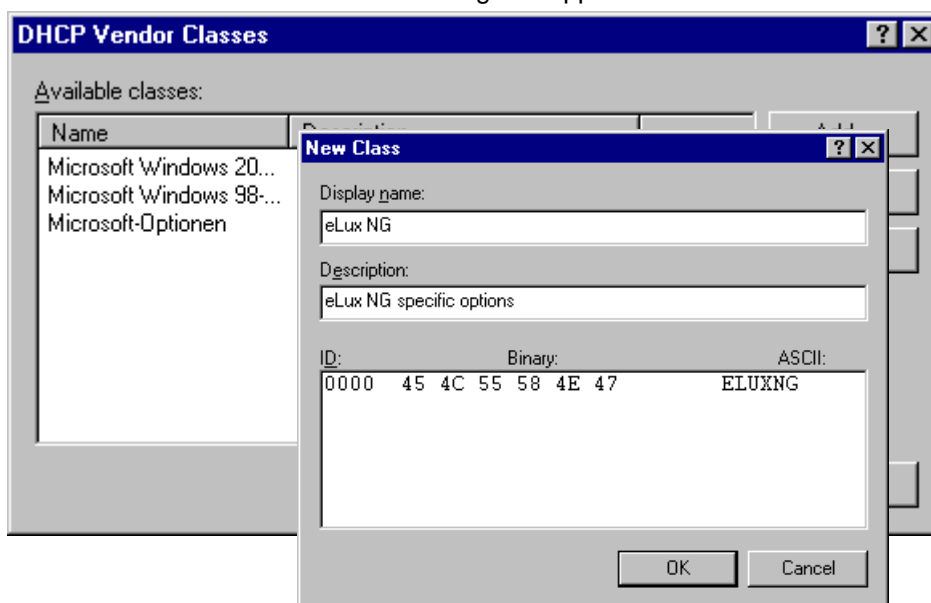 DHCP Vendor Classes
Available classes:
Name
Microsoft Windows 20...
Microsoft Windows 98-...
Microsoft-Optionen
New Class
Display name:
eLux NG
Description:
eLux NG specific options
ID: Binary: ASCII:
0000 45 4C 55 58 4E 47 ELUXNG
OK Cancel